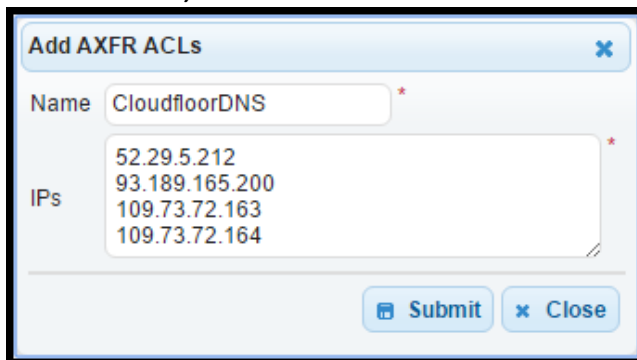 Add AXFR ACLs
Name CloudfloorDNS *
IPs 52.29.5.212 *
93.189.165.200
109.73.72.163
109.73.72.164
Submit Close